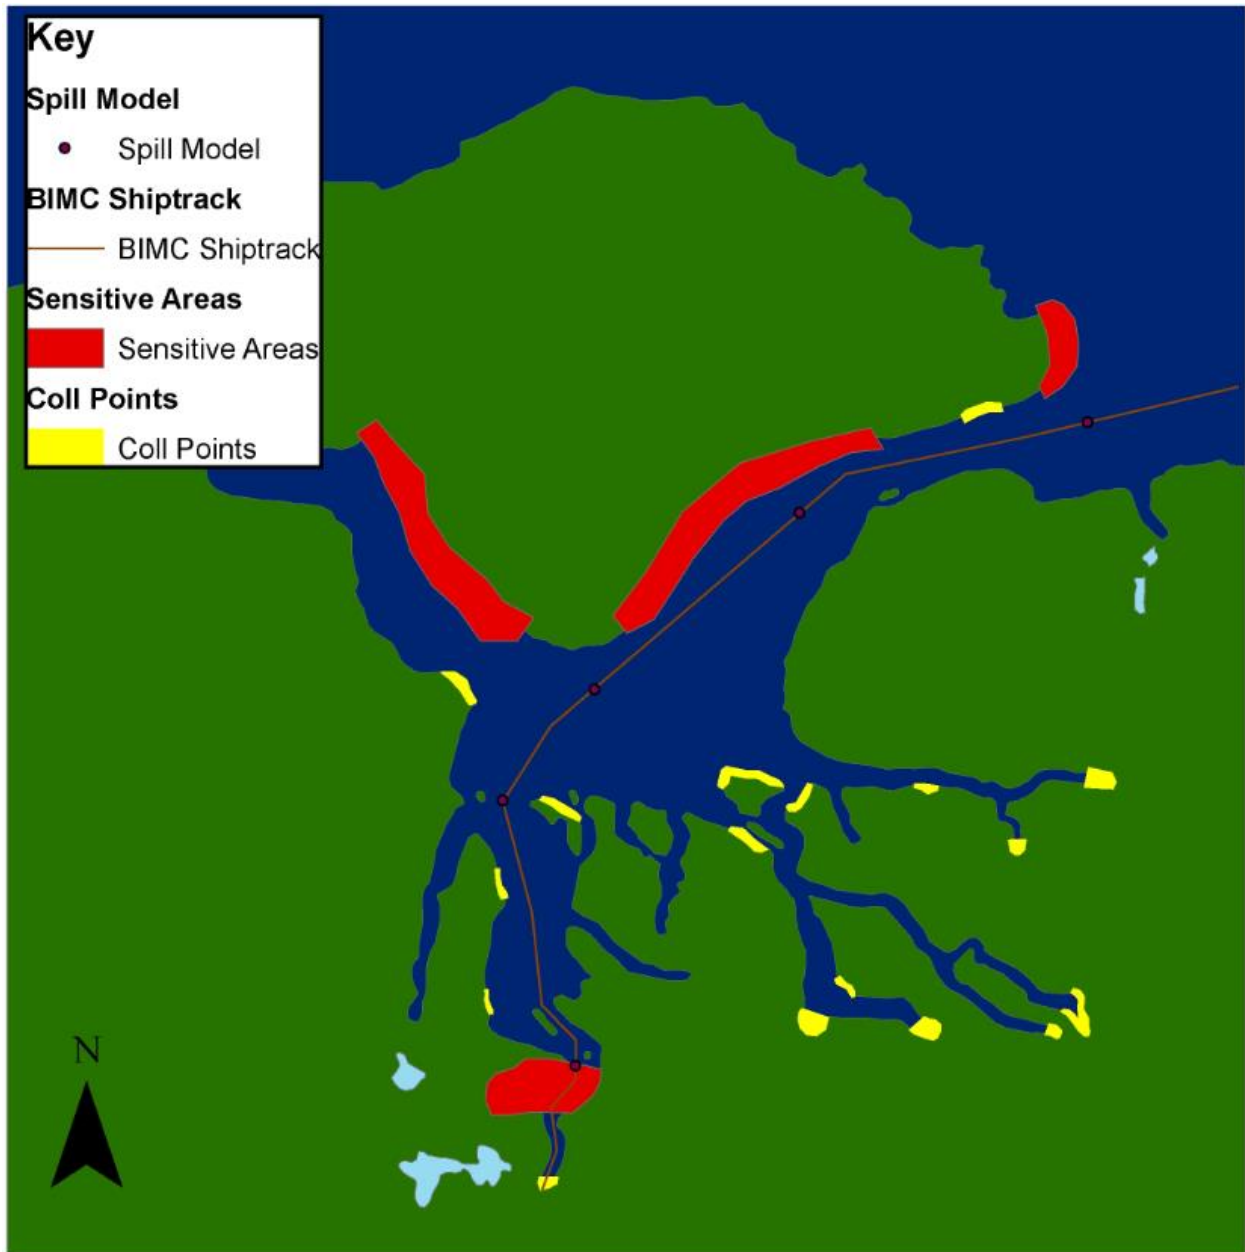 Key
Spill Model
Spill Model
BIMC Shiptrack
BIMC Shiptrack
Sensitive Areas
Sensitive Areas
Coll Points
Coll Points
N